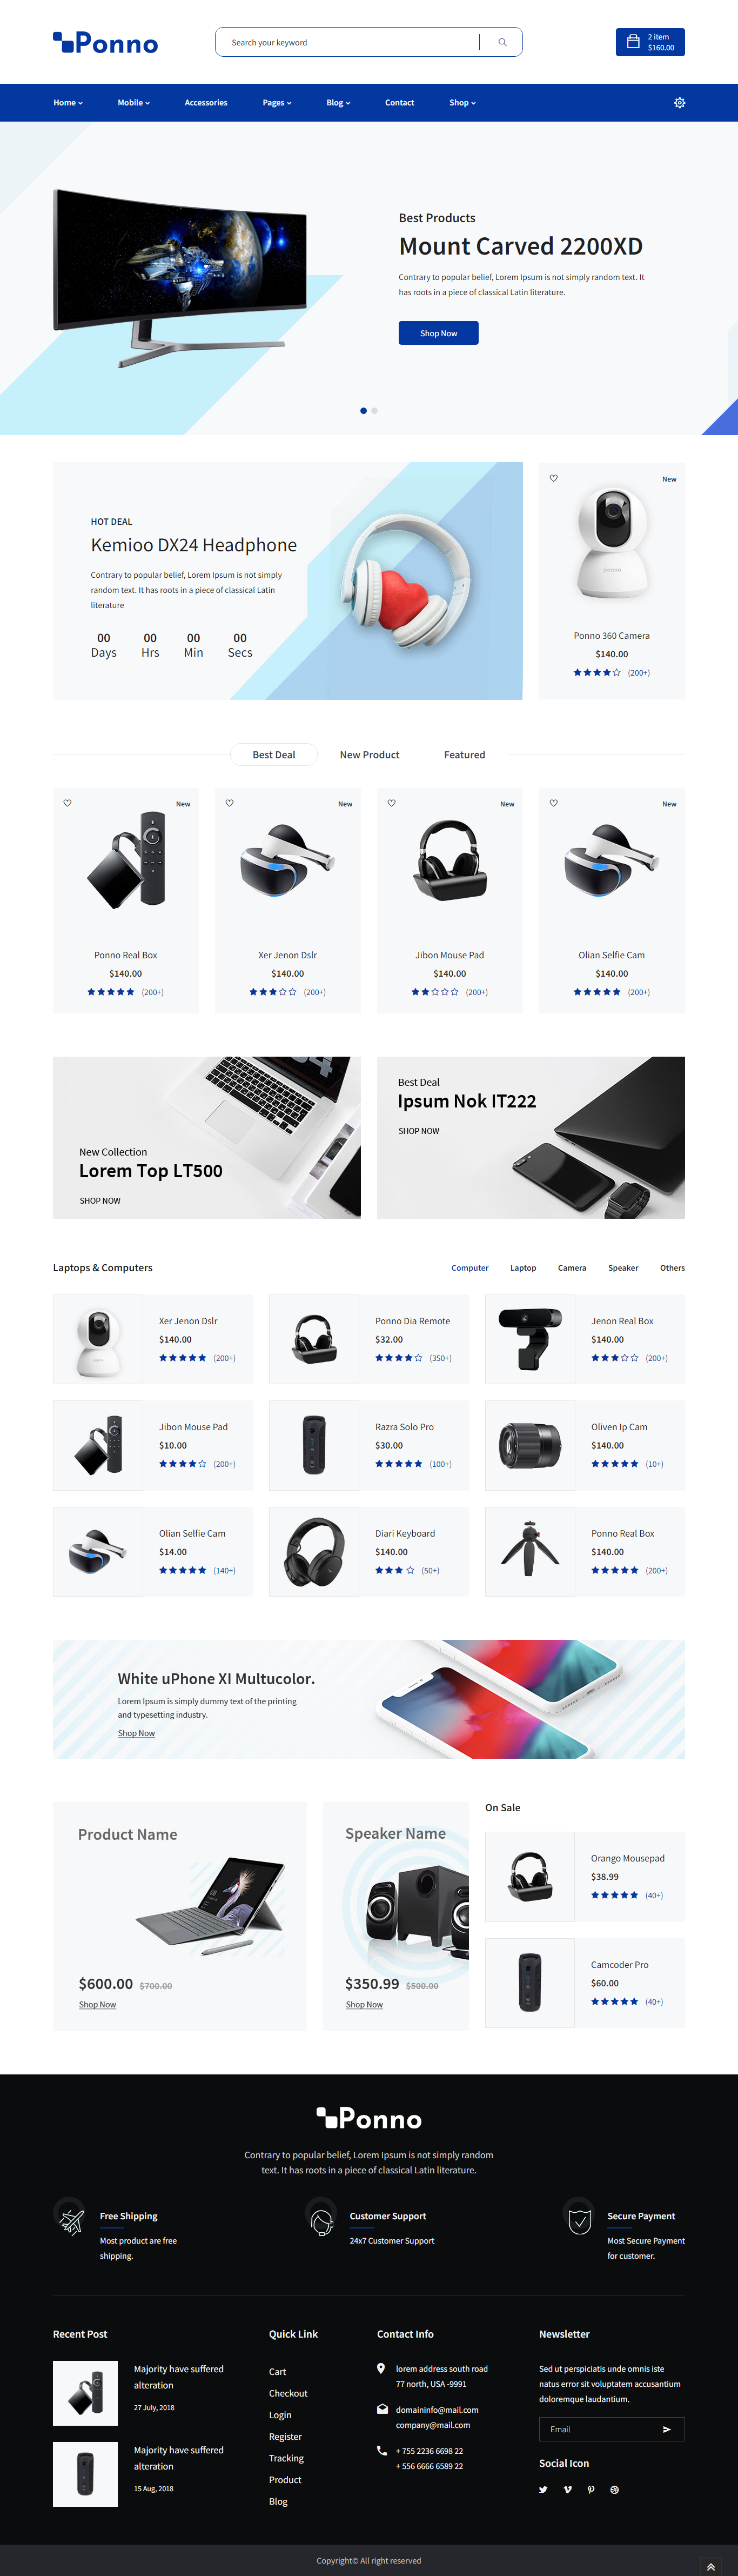 Ponno
Search your keyword
2 item
$160.00
Home
Mobile
Accessories
Pages
Blog
Contact
Shop
Best Products
Mount Carved 2200XD
Contrary to popular belief, Lorem Ipsum is not simply random text. It
has roots in a piece of classical Latin literature.
Shop Now
HOT DEAL
Kemioo DX24 Headphone
Contrary to popular belief, Lorem Ipsum is not simply
random text. It has roots in a piece of classical Latin
literature
00 00 00 00
Days Hrs Min Secs
New
Ponno 360 Camera
$140.00
(200+)
Best Deal
New Product
Featured
New
Ponno Real Box
$140.00
(200+)
New
Xer Jenon Dslr
$140.00
(200+)
New
Jibon Mouse Pad
$140.00
(200+)
New
Olian Selfie Cam
$140.00
(200+)
New Collection
Lorem Top LT500
SHOP NOW
Best Deal
Ipsum Nok IT222
SHOP NOW
Laptops & Computers
Computer
Laptop
Camera
Speaker
Others
Xer Jenon Dslr
$140.00
(200+)
Ponno Dia Remote
$32.00
(350+)
Jenon Real Box
$140.00
(200+)
Jibon Mouse Pad
$10.00
(200+)
Razra Solo Pro
$30.00
(100+)
Oliven Ip Cam
$140.00
(10+)
Olian Selfie Cam
$14.00
(140+)
Diari Keyboard
$140.00
(50+)
Ponno Real Box
$140.00
(200+)
White uPhone XI Multucolor.
Lorem Ipsum is simply dummy text of the printing
and typesetting industry.
Shop Now
Product Name
$600.00 $700.00
Shop Now
Speaker Name
$350.99 $500.00
Shop Now
On Sale
Orango Mousepad
$38.99
(40+)
Camcoder Pro
$60.00
(40+)
Ponno
Contrary to popular belief, Lorem Ipsum is not simply random
text. It has roots in a piece of classical Latin literature.
Free Shipping
Most product are free
shipping.
Customer Support
24x7 Customer Support
Secure Payment
Most Secure Payment
for customer.
Recent Post
Majority have suffered
alteration
27 July, 2018
Majority have suffered
alteration
15 Aug, 2018
Quick Link
Cart
Checkout
Login
Register
Tracking
Product
Blog
Contact Info
lorem address south road
77 north, USA -9991
domaininfo@mail.com
company@mail.com
+ 755 2236 6698 22
+ 556 6666 6589 22
Newsletter
Sed ut perspiciatis unde omnis iste
natus error sit voluptatem accusantium
doloremque laudantium.
Email
Social Icon
Copyright© All right reserved